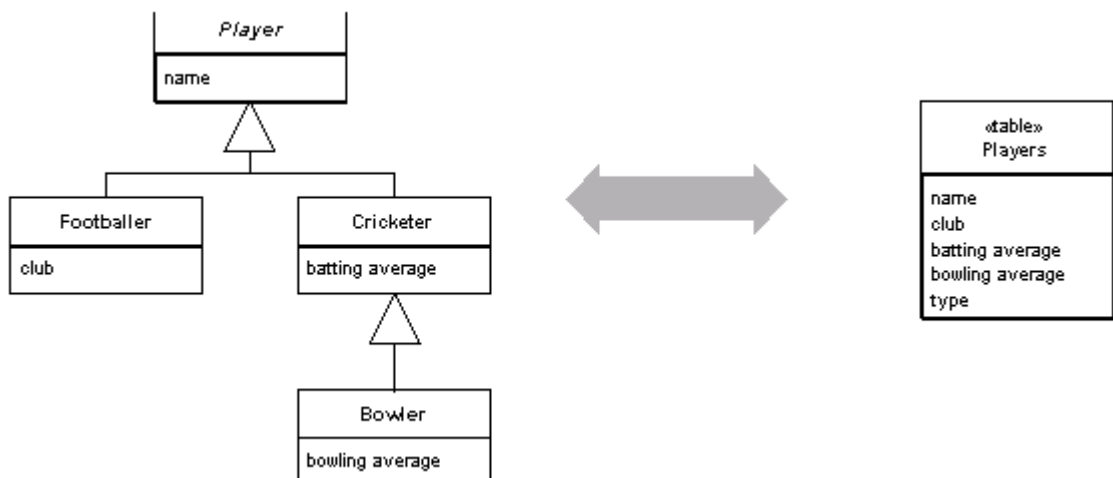 Player
name
Footballer
club
Cricketer
batting average
Bowler
bowling average
«table»
Players
name
club
batting average
bowling average
type